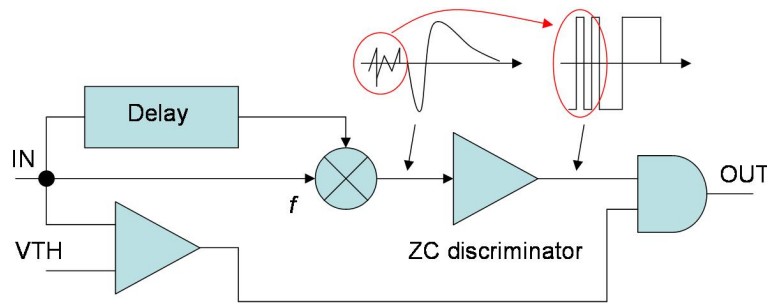 Delay
IN
f
OUT
VTH
ZC discriminator